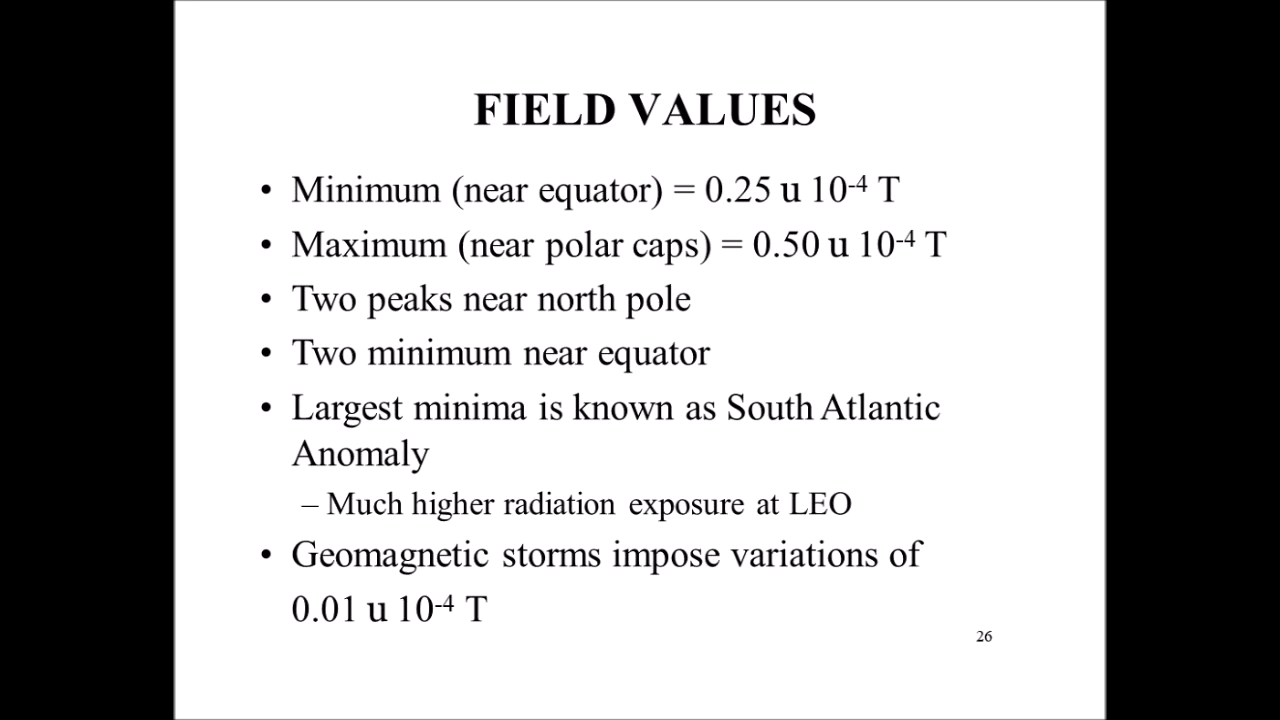 FIELD VALUES
• Minimum (near equator) = 0.25 u 10⁻⁴ T
• Maximum (near polar caps) = 0.50 u 10⁻⁴ T
• Two peaks near north pole
• Two minimum near equator
• Largest minima is known as South Atlantic
Anomaly
– Much higher radiation exposure at LEO
• Geomagnetic storms impose variations of
0.01 u 10⁻⁴ T
26